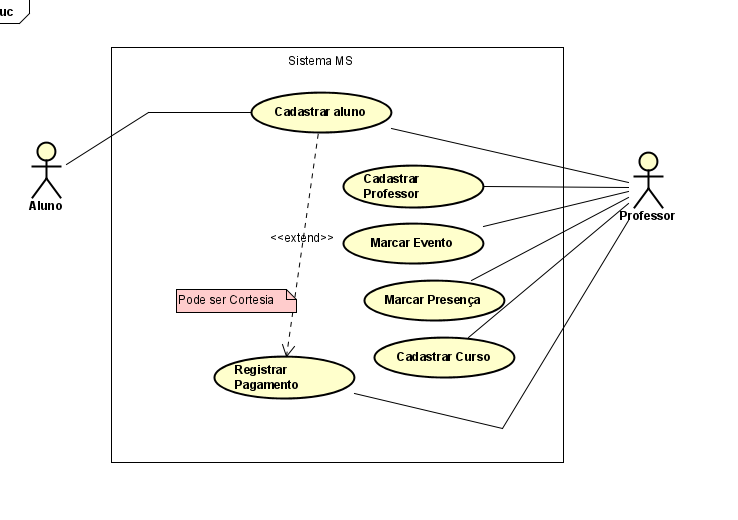 uc
Sistema MS
Cadastrar aluno
Aluno
Cadastrar
Professor
Professor
<<extend>>
Marcar Evento
Pode ser Cortesia
Marcar Presença
Cadastrar Curso
Registrar
Pagamento